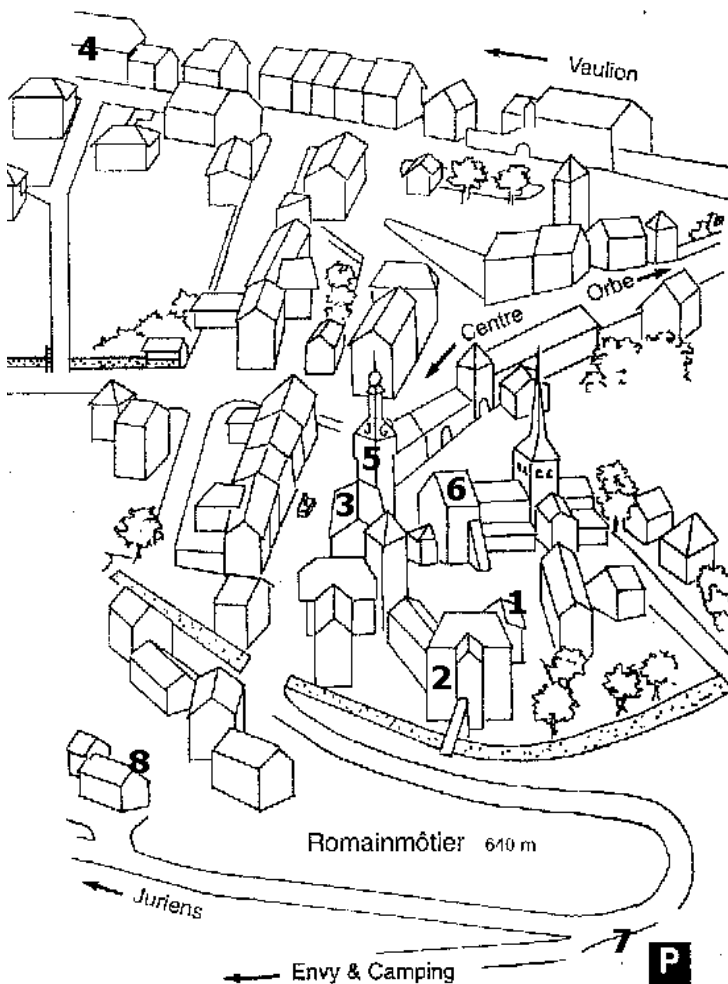 4
Vaulion
Orbe
Centre
5
3
6
1
2
8
Romainmôtier 640 m
Juriens
7
P
Envy & Camping